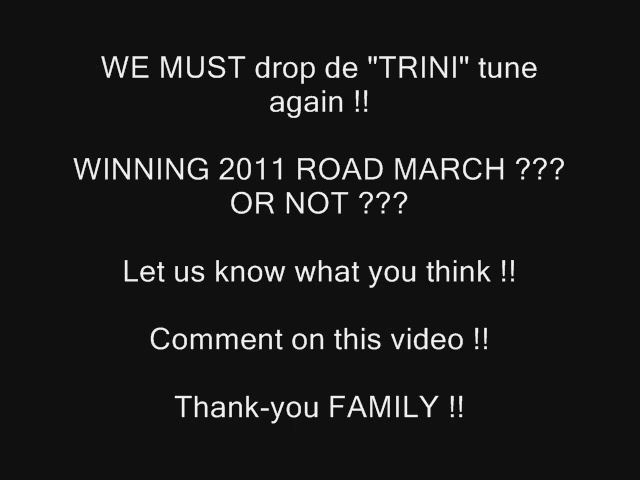 WE MUST drop de "TRINI" tune
again !!
WINNING 2011 ROAD MARCH ???
OR NOT ???
Let us know what you think !!
Comment on this video !!
Thank-you FAMILY !!